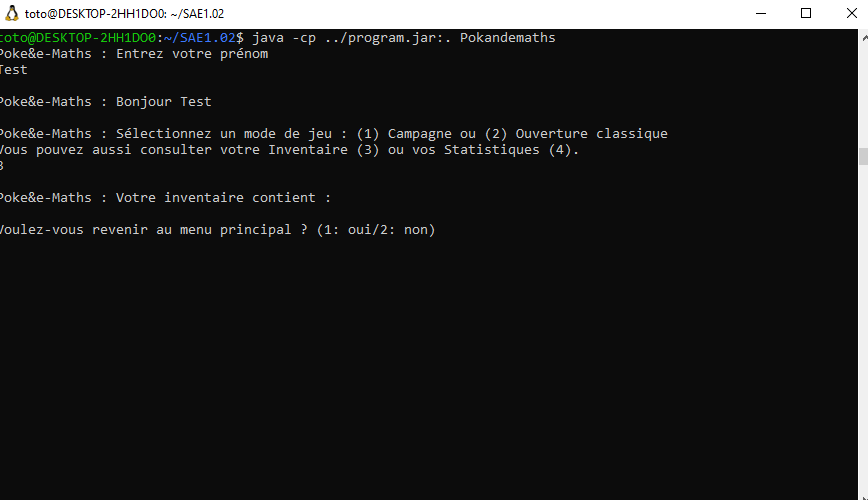 toto@DESKTOP-2HH1DO0: ~/SAE1.02
toto@DESKTOP-2HH1DO0:~/SAE1.02$ java -cp ../program.jar:. Pokandemaths
Poke&e-Maths : Entrez votre prénom
Test
Poke&e-Maths : Bonjour Test
Poke&e-Maths : Sélectionnez un mode de jeu : (1) Campagne ou (2) Ouverture classique
Vous pouvez aussi consulter votre Inventaire (3) ou vos Statistiques (4).
3
Poke&e-Maths : Votre inventaire contient :
Voulez-vous revenir au menu principal ? (1: oui/2: non)